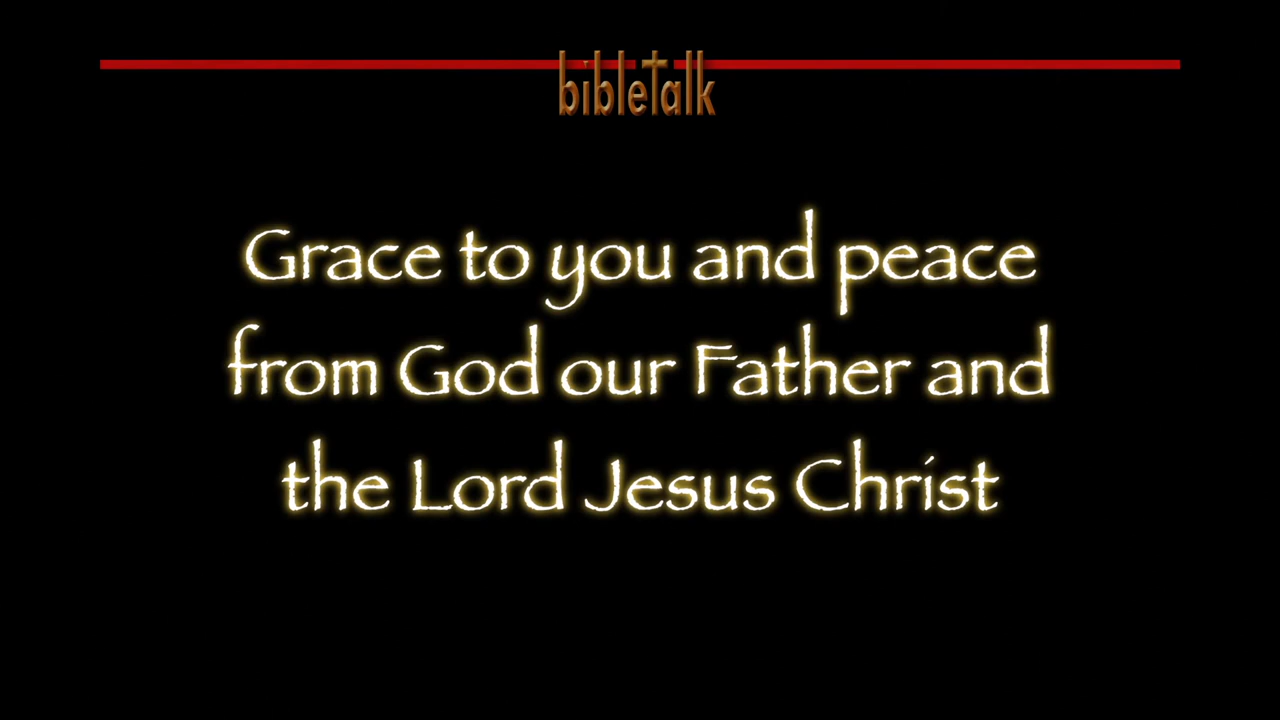 bibleTalk
Grace to you and peace
from God our Father and
the Lord Jesus Christ